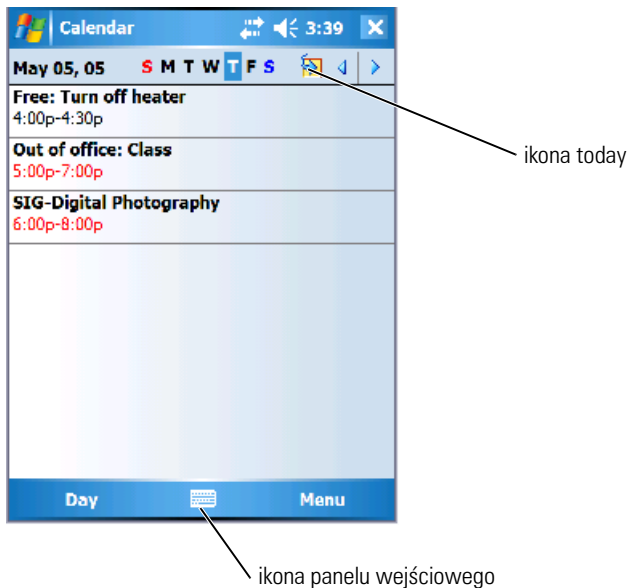 Calendar 3:39
May 05, 05 S M T W T F S
Free: Turn off heater
4:00p-4:30p
ikona today
Out of office: Class
5:00p-7:00p
SIG-Digital Photography
6:00p-8:00p
Day Menu
ikona panelu wejściowego